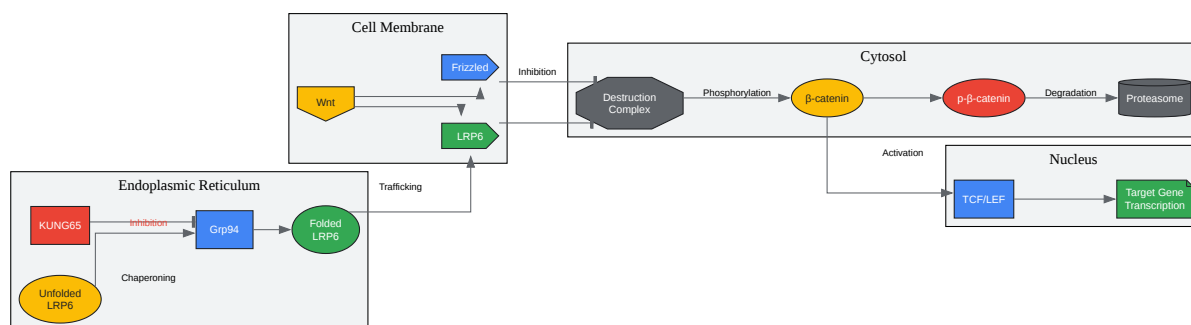 Cell Membrane
Frizzled
Wnt
LRP6
Inhibition
Cytosol
Destruction
Complex
Phosphorylation
β-catenin
p-β-catenin
Degradation
Proteasome
Activation
Nucleus
TCF/LEF
Target Gene
Transcription
Endoplasmic Reticulum
Trafficking
KUNG65
Inhibition
Grp94
Folded
LRP6
Chaperoning
Unfolded
LRP6